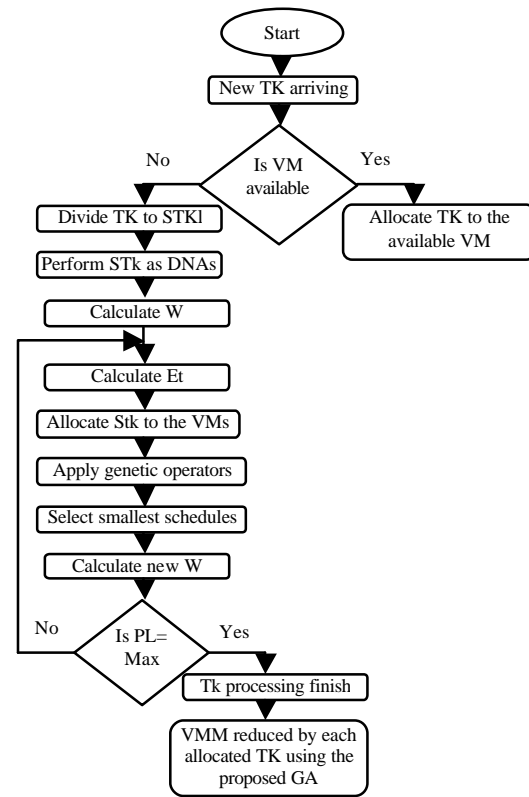 Start
New TK arriving
Is VM
available
No
Yes
Divide TK to STKl
Allocate TK to the
available VM
Perform STk as DNAs
Calculate W
Calculate Et
Allocate Stk to the VMs
Apply genetic operators
Select smallest schedules
Calculate new W
Is PL=
Max
No
Yes
Tk processing finish
VMM reduced by each
allocated TK using the
proposed GA